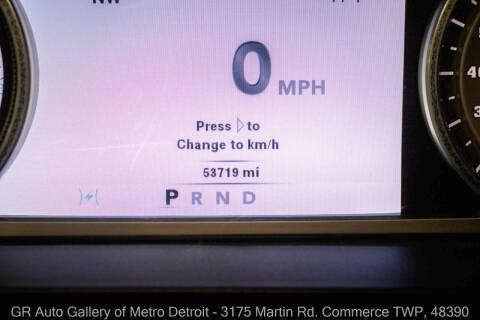 NW
0 MPH
Press ▷ to
Change to km/h
53719 mi
P R N D
GR Auto Gallery of Metro Detroit - 3175 Martin Rd. Commerce TWP, 48390